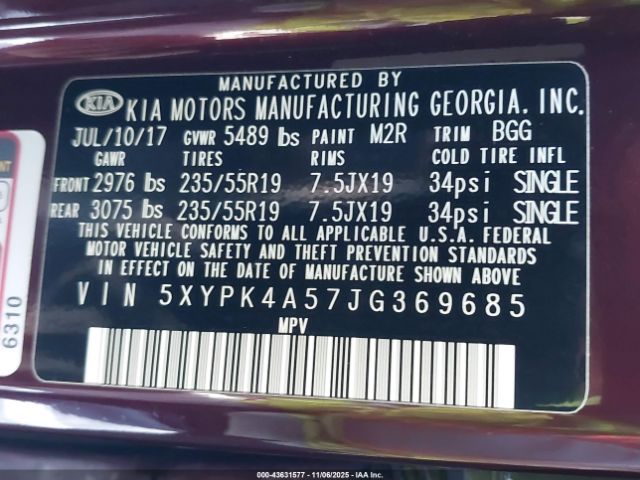 MANUFACTURED BY
KIA KIA MOTORS MANUFACTURING GEORGIA. INC.
JUL/10/17 GVWR 5489 lbs PAINT M2R TRIM BGG
GAWR TIRES RIMS COLD TIRE INFL
FRONT 2976 lbs 235/55R19 7.5JX19 34psi SINGLE
REAR 3075 lbs 235/55R19 7.5JX19 34psi SINGLE
THIS VEHICLE CONFORMS TO ALL APPLICABLE U.S.A. FEDERAL
MOTOR VEHICLE SAFETY AND THEFT PREVENTION STANDARDS
IN EFFECT ON THE DATE OF MANUFACTURE SHOWN ABOVE
VIN 5XYPK4A57JG369685
MPV
6310
000-43631577 - 11/06/2025 - IAA Inc.